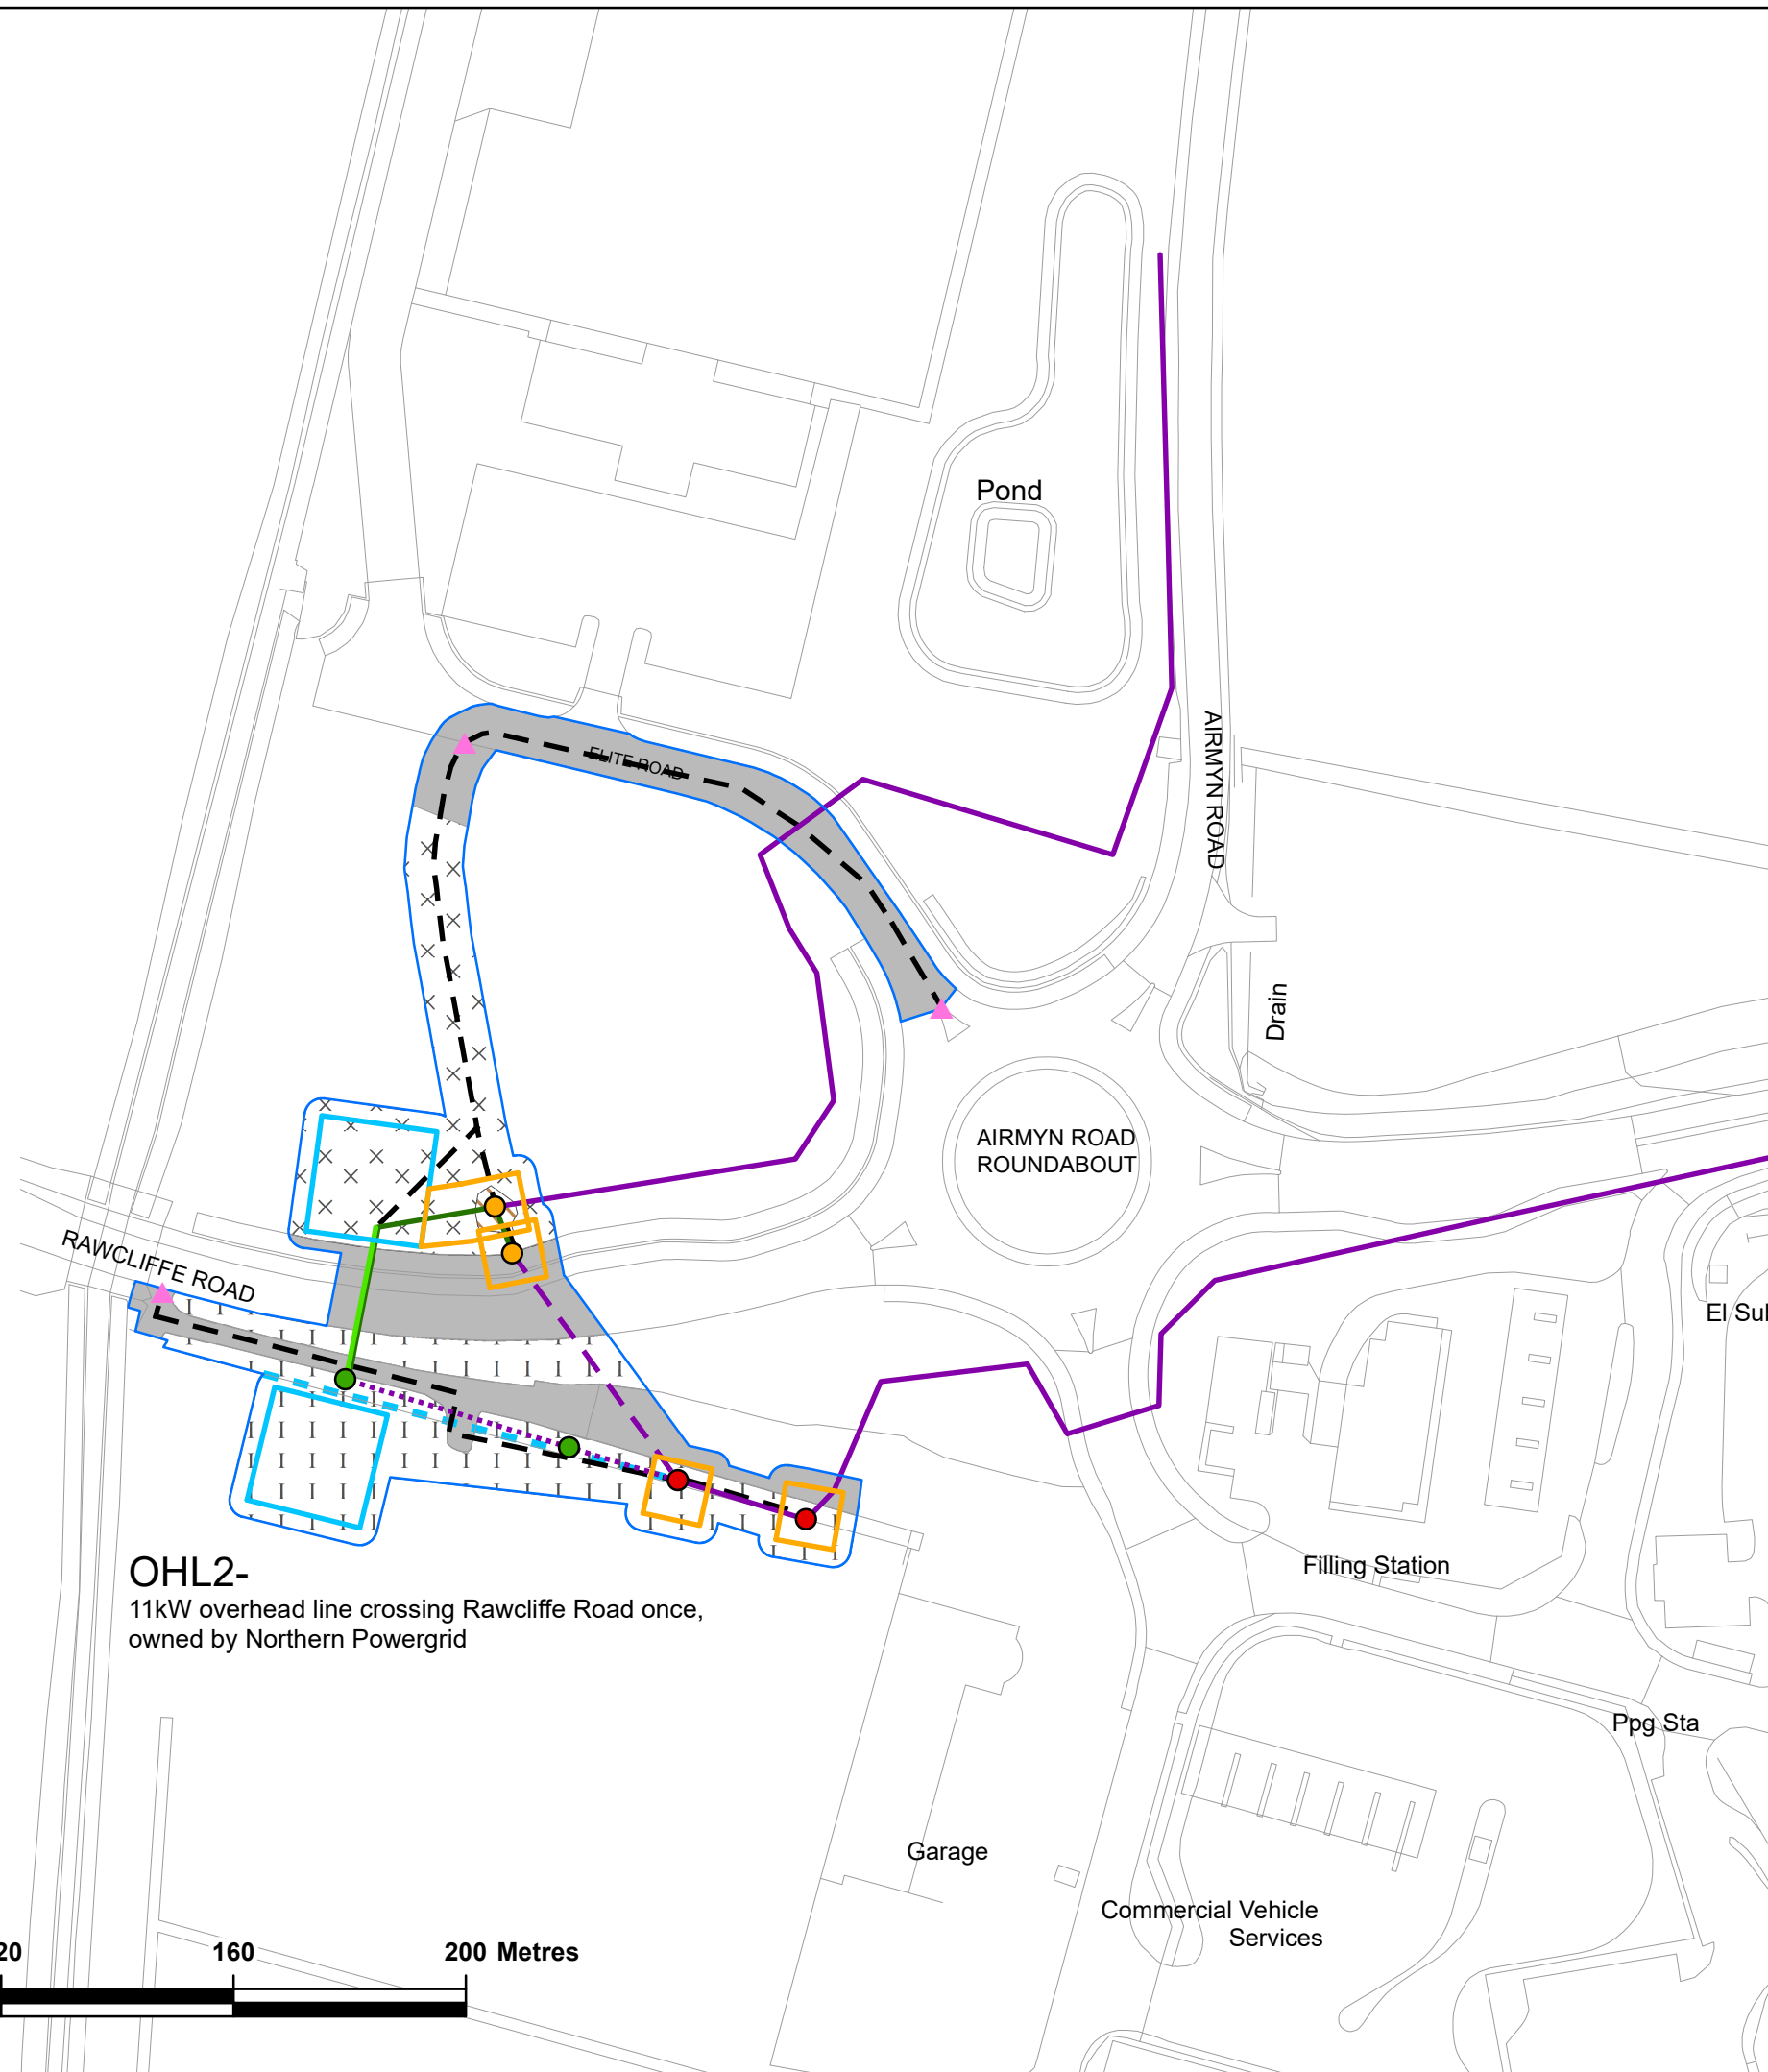 Pond
ELITE ROAD
AIRMYN ROAD
Drain
AIRMYN ROAD
ROUNDABOUT
RAWCLIFFE ROAD
El Sul
OHL2-
11kW overhead line crossing Rawcliffe Road once,
owned by Northern Powergrid
Filling Station
Ppg Sta
Garage
Commercial Vehicle
Services
20 160 200 Metres